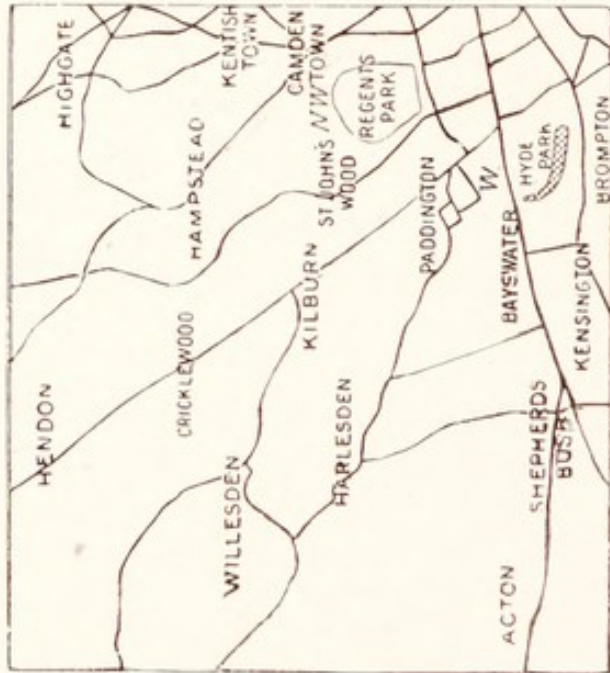 HENDON
HIGHGATE
CRICKLEWOOD
HAMPSTEAD
WILLESDEN
KENTISH
TOWN
KILBURN
CAMDEN
TOWN
NW
ST JOHN'S
WOOD
HARLESDEN
REGENTS
PARK
PADDINGTON
W
ACTON
BAYSWATER
HYDE
PARK
SHEPHERDS
BUSH
KENSINGTON
BROMPTON